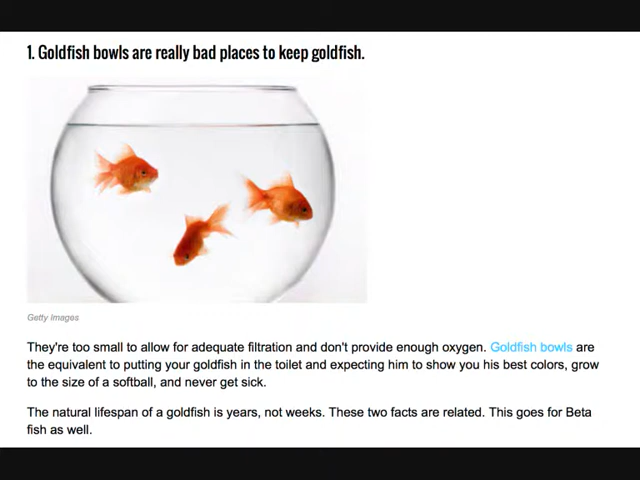 1. Goldfish bowls are really bad places to keep goldfish.
Getty Images
They're too small to allow for adequate filtration and don't provide enough oxygen. Goldfish bowls are
the equivalent to putting your goldfish in the toilet and expecting him to show you his best colors, grow
to the size of a softball, and never get sick.
The natural lifespan of a goldfish is years, not weeks. These two facts are related. This goes for Beta
fish as well.